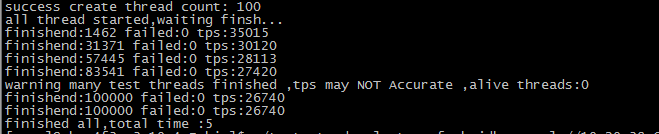 success create thread count: 100
all thread started,waiting finsh...
finishend:1462 failed:0 tps:35015
finishend:31371 failed:0 tps:30120
finishend:57445 failed:0 tps:28113
finishend:83541 failed:0 tps:27420
warning many test threads finished ,tps may NOT Accurate ,alive threads:0
finishend:100000 failed:0 tps:26740
finishend:100000 failed:0 tps:26740
finished all,total time :5